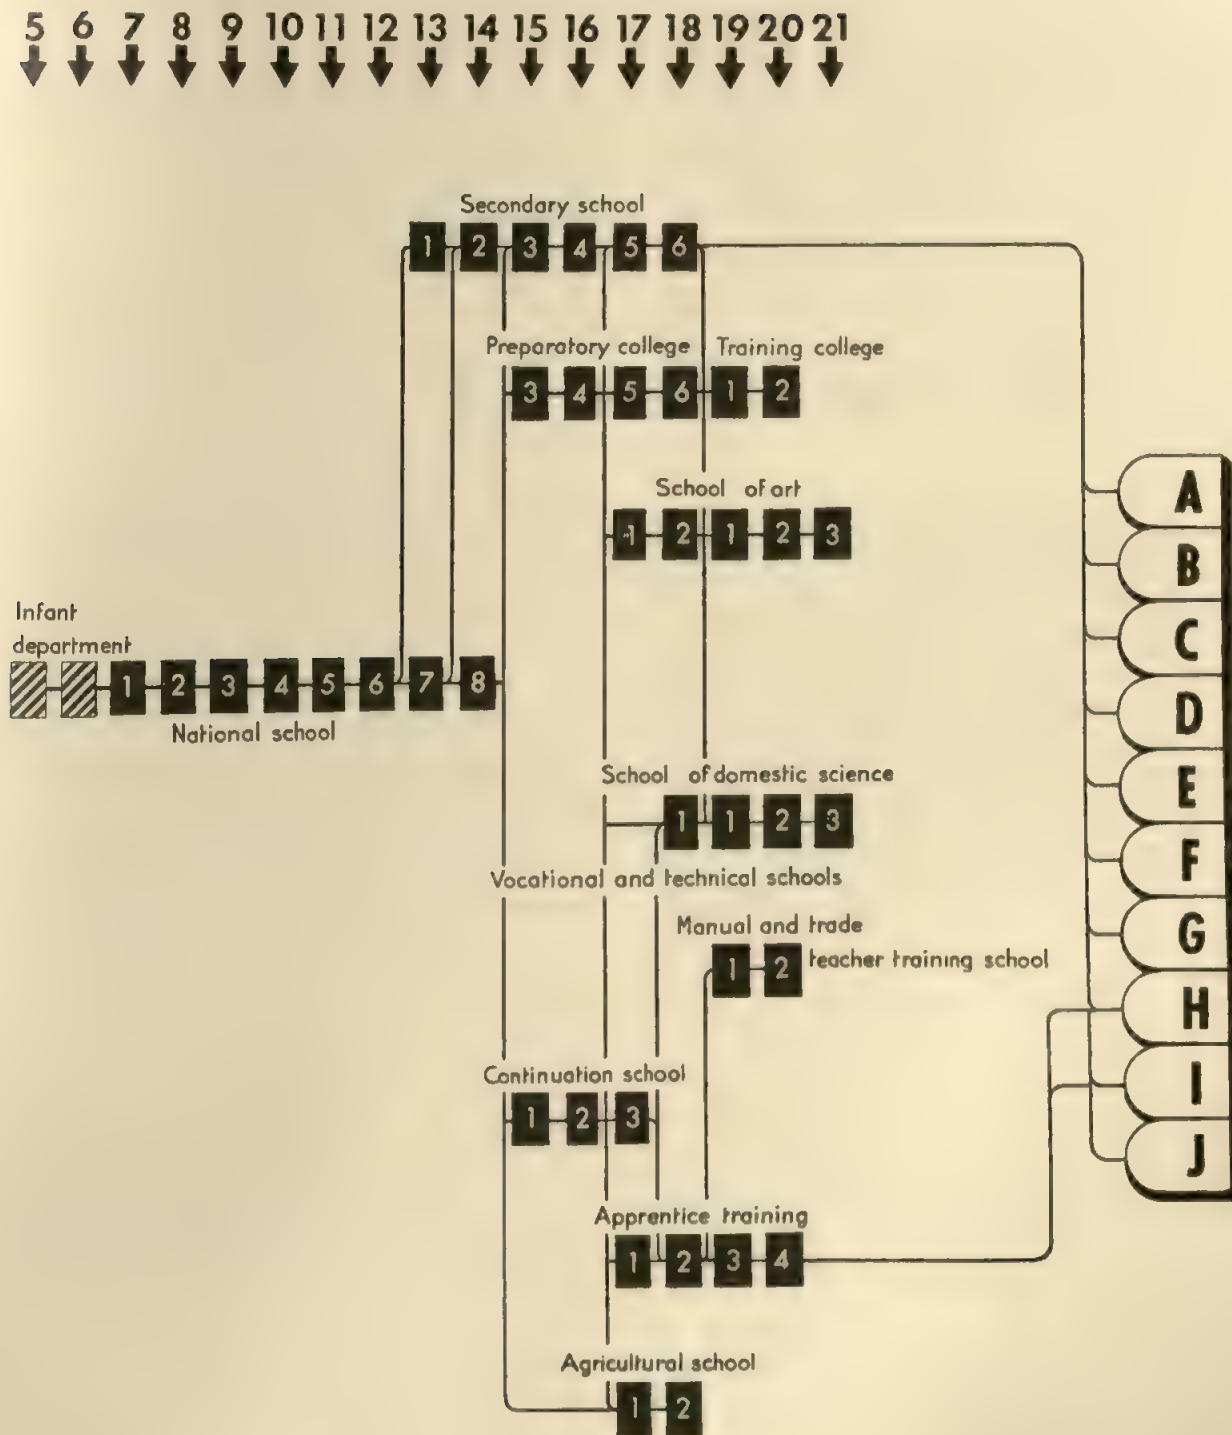 5 6 7 8 9 10 11 12 13 14 15 16 17 18 19 20 21
Secondary school
1 2 3 4 5 6
Preparatory college Training college
3 4 5 6 1 2
School of art
1 2 1 2 3
Infant
department
1 2 3 4 5 6 7 8
National school
School of domestic science
1 1 2 3
Vocational and technical schools
Manual and trade
1 2 teacher training school
Continuation school
1 2 3
Apprentice training
1 2 3 4
Agricultural school
1 2
A
B
C
D
E
F
G
H
I
J